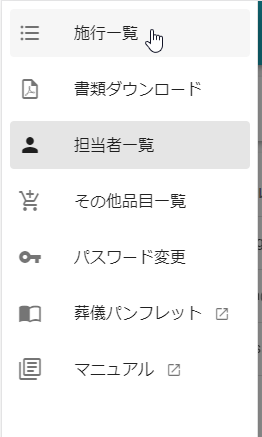 施行一覧
書類ダウンロード
担当者一覧
その他品目一覧
パスワード変更
葬儀パンフレット
マニュアル